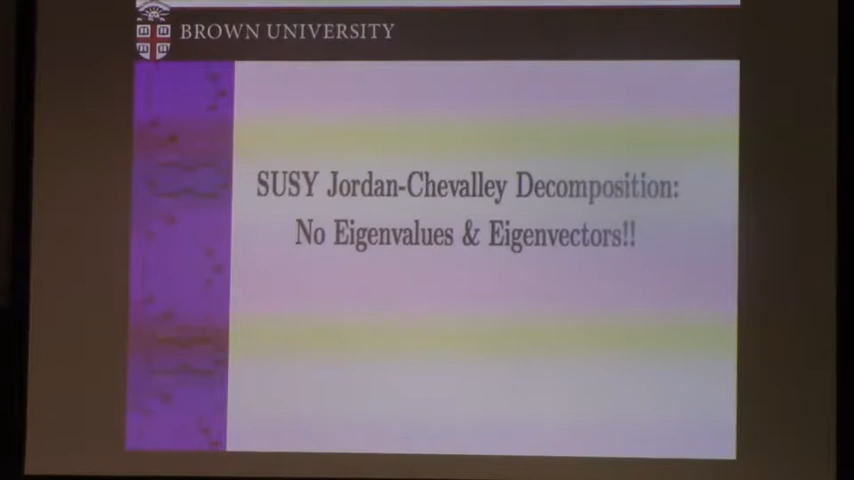 BROWN UNIVERSITY
SUSY Jordan-Chevalley Decomposition:
No Eigenvalues & Eigenvectors!!